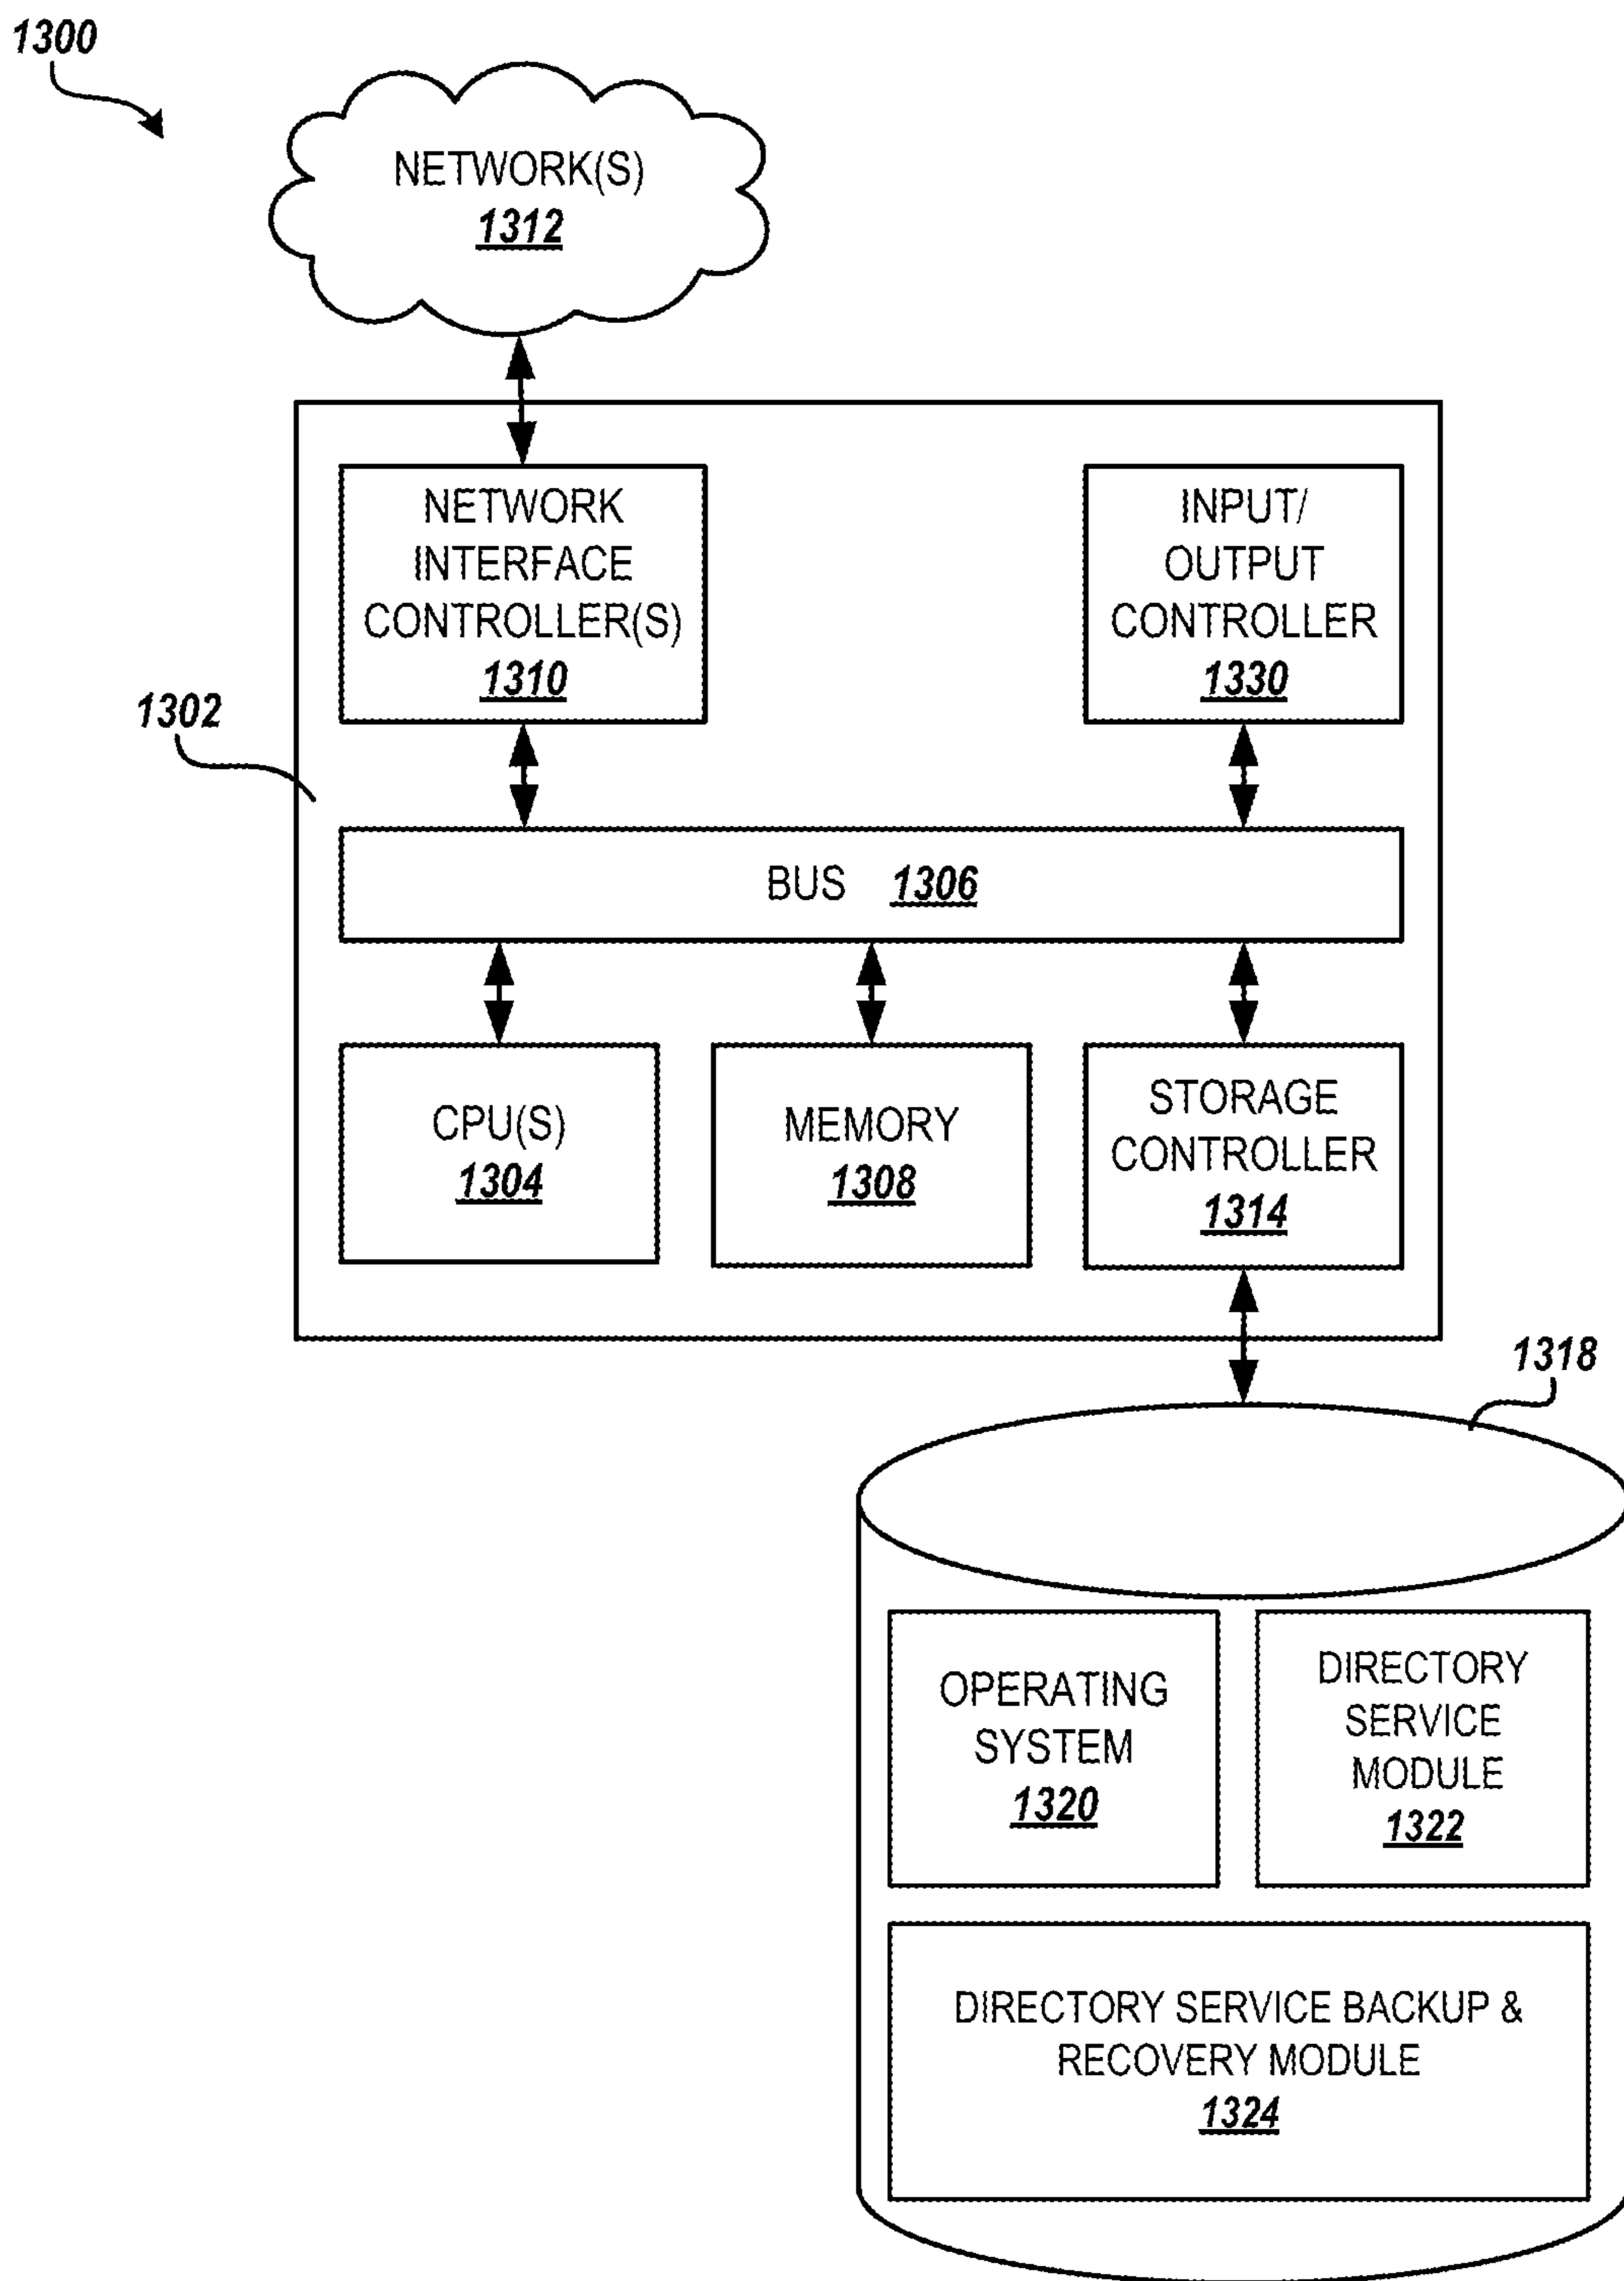 1300
NETWORK(S)
1312
NETWORK
INTERFACE
CONTROLLER(S)
1310
INPUT/
OUTPUT
CONTROLLER
1330
1302
BUS 1306
CPU(S)
1304
MEMORY
1308
STORAGE
CONTROLLER
1314
1318
OPERATING
SYSTEM
1320
DIRECTORY
SERVICE
MODULE
1322
DIRECTORY SERVICE BACKUP &
RECOVERY MODULE
1324